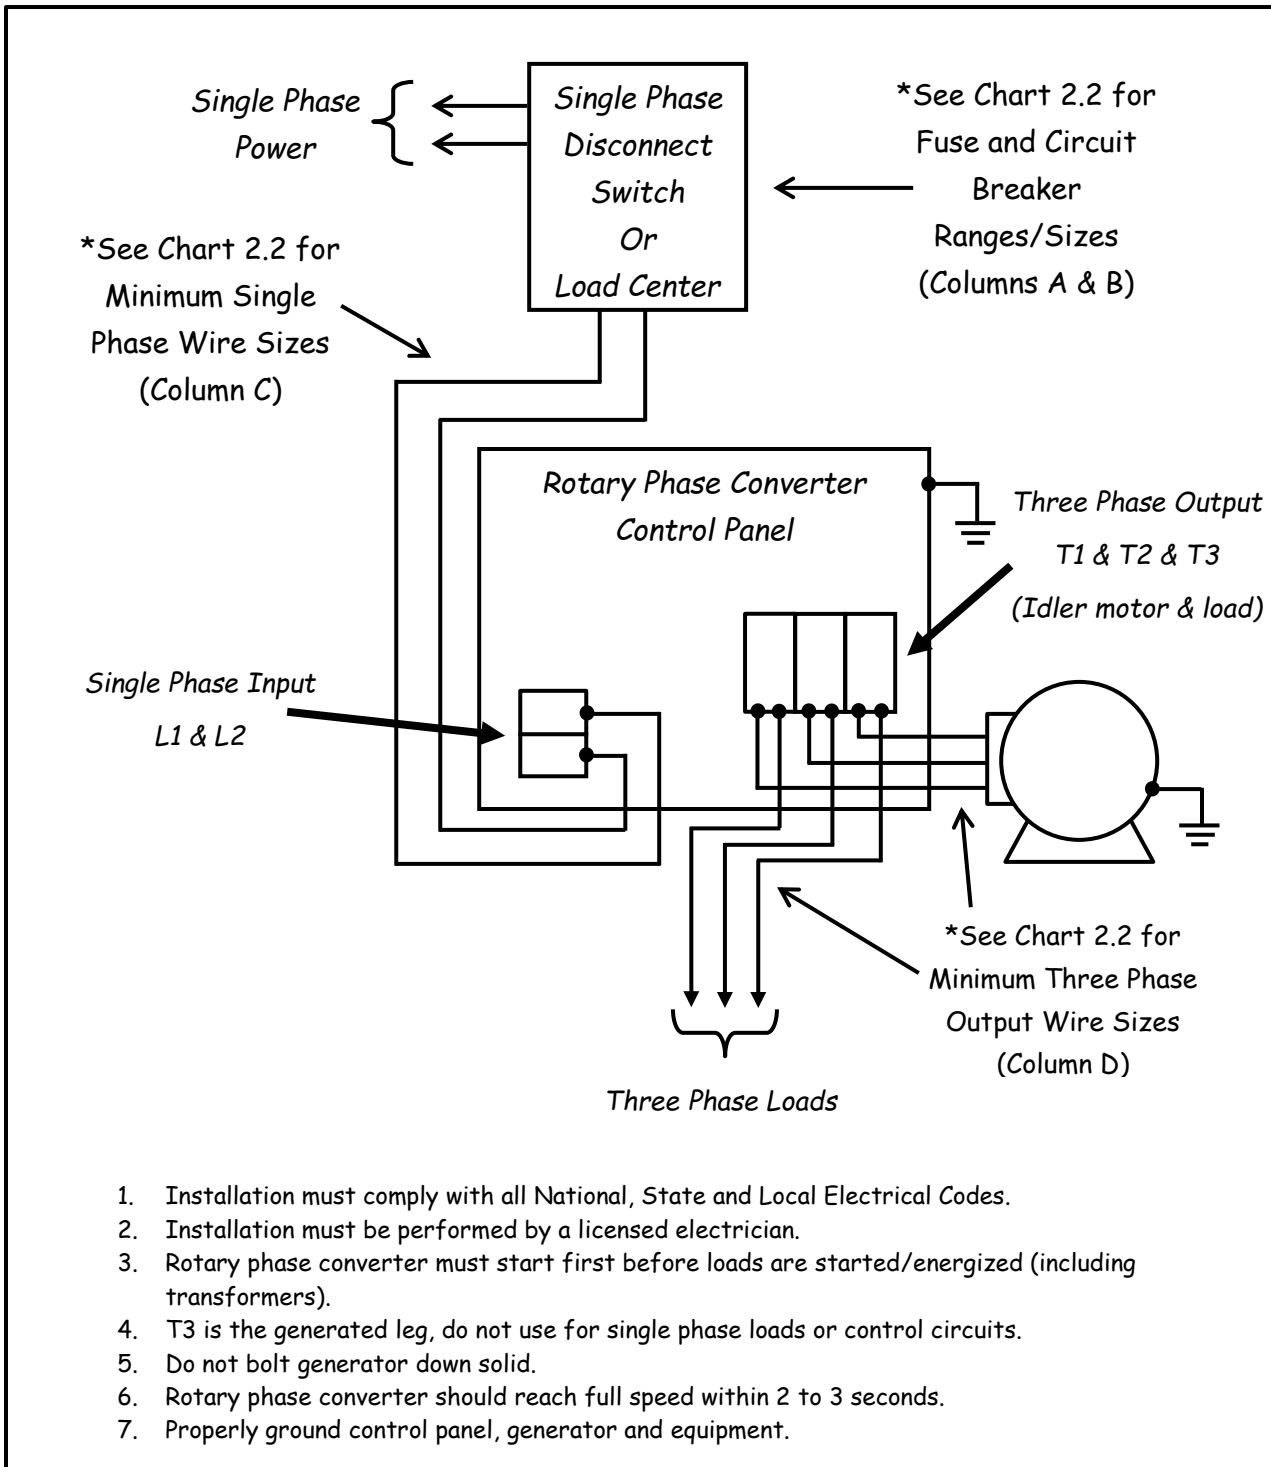 Single Phase
Power
Single Phase
Disconnect
Switch
Or
Load Center
*See Chart 2.2 for
Fuse and Circuit
Breaker
Ranges/Sizes
(Columns A & B)
*See Chart 2.2 for
Minimum Single
Phase Wire Sizes
(Column C)
Rotary Phase Converter
Control Panel
Three Phase Output
T1 & T2 & T3
(Idler motor & load)
Single Phase Input
L1 & L2
*See Chart 2.2 for
Minimum Three Phase
Output Wire Sizes
(Column D)
Three Phase Loads
1. Installation must comply with all National, State and Local Electrical Codes.
2. Installation must be performed by a licensed electrician.
3. Rotary phase converter must start first before loads are started/energized (including
transformers).
4. T3 is the generated leg, do not use for single phase loads or control circuits.
5. Do not bolt generator down solid.
6. Rotary phase converter should reach full speed within 2 to 3 seconds.
7. Properly ground control panel, generator and equipment.